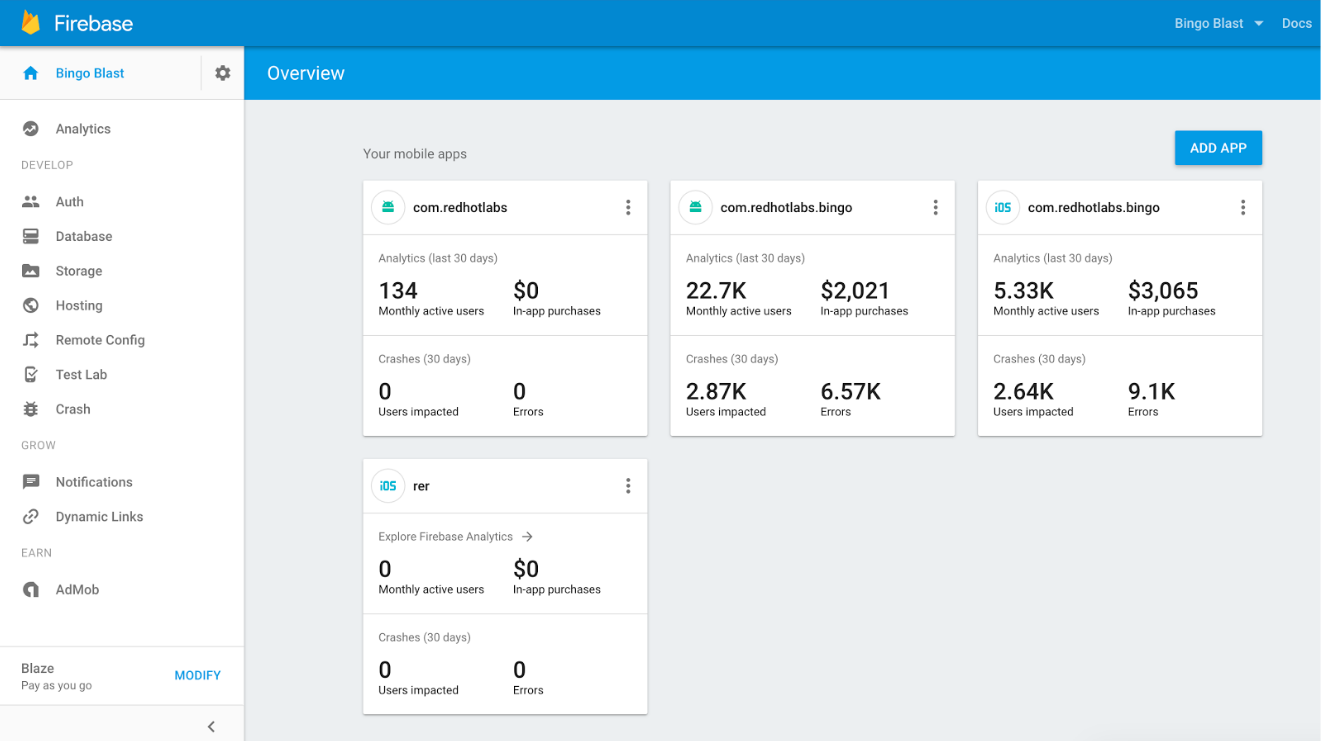 Firebase
Bingo Blast
Docs
Bingo Blast
Overview
Analytics
DEVELOP
Auth
Database
Storage
Hosting
Remote Config
Test Lab
Crash
GROW
Notifications
Dynamic Links
EARN
AdMob
Blaze
Pay as you go
MODIFY
Your mobile apps
ADD APP
com.redhotlabs
Analytics (last 30 days)
134 $0
Monthly active users In-app purchases
Crashes (30 days)
0 0
Users impacted Errors
com.redhotlabs.bingo
Analytics (last 30 days)
22.7K $2,021
Monthly active users In-app purchases
Crashes (30 days)
2.87K 6.57K
Users impacted Errors
iOS com.redhotlabs.bingo
Analytics (last 30 days)
5.33K $3,065
Monthly active users In-app purchases
Crashes (30 days)
2.64K 9.1K
Users impacted Errors
iOS rer
Explore Firebase Analytics
0 $0
Monthly active users In-app purchases
Crashes (30 days)
0 0
Users impacted Errors